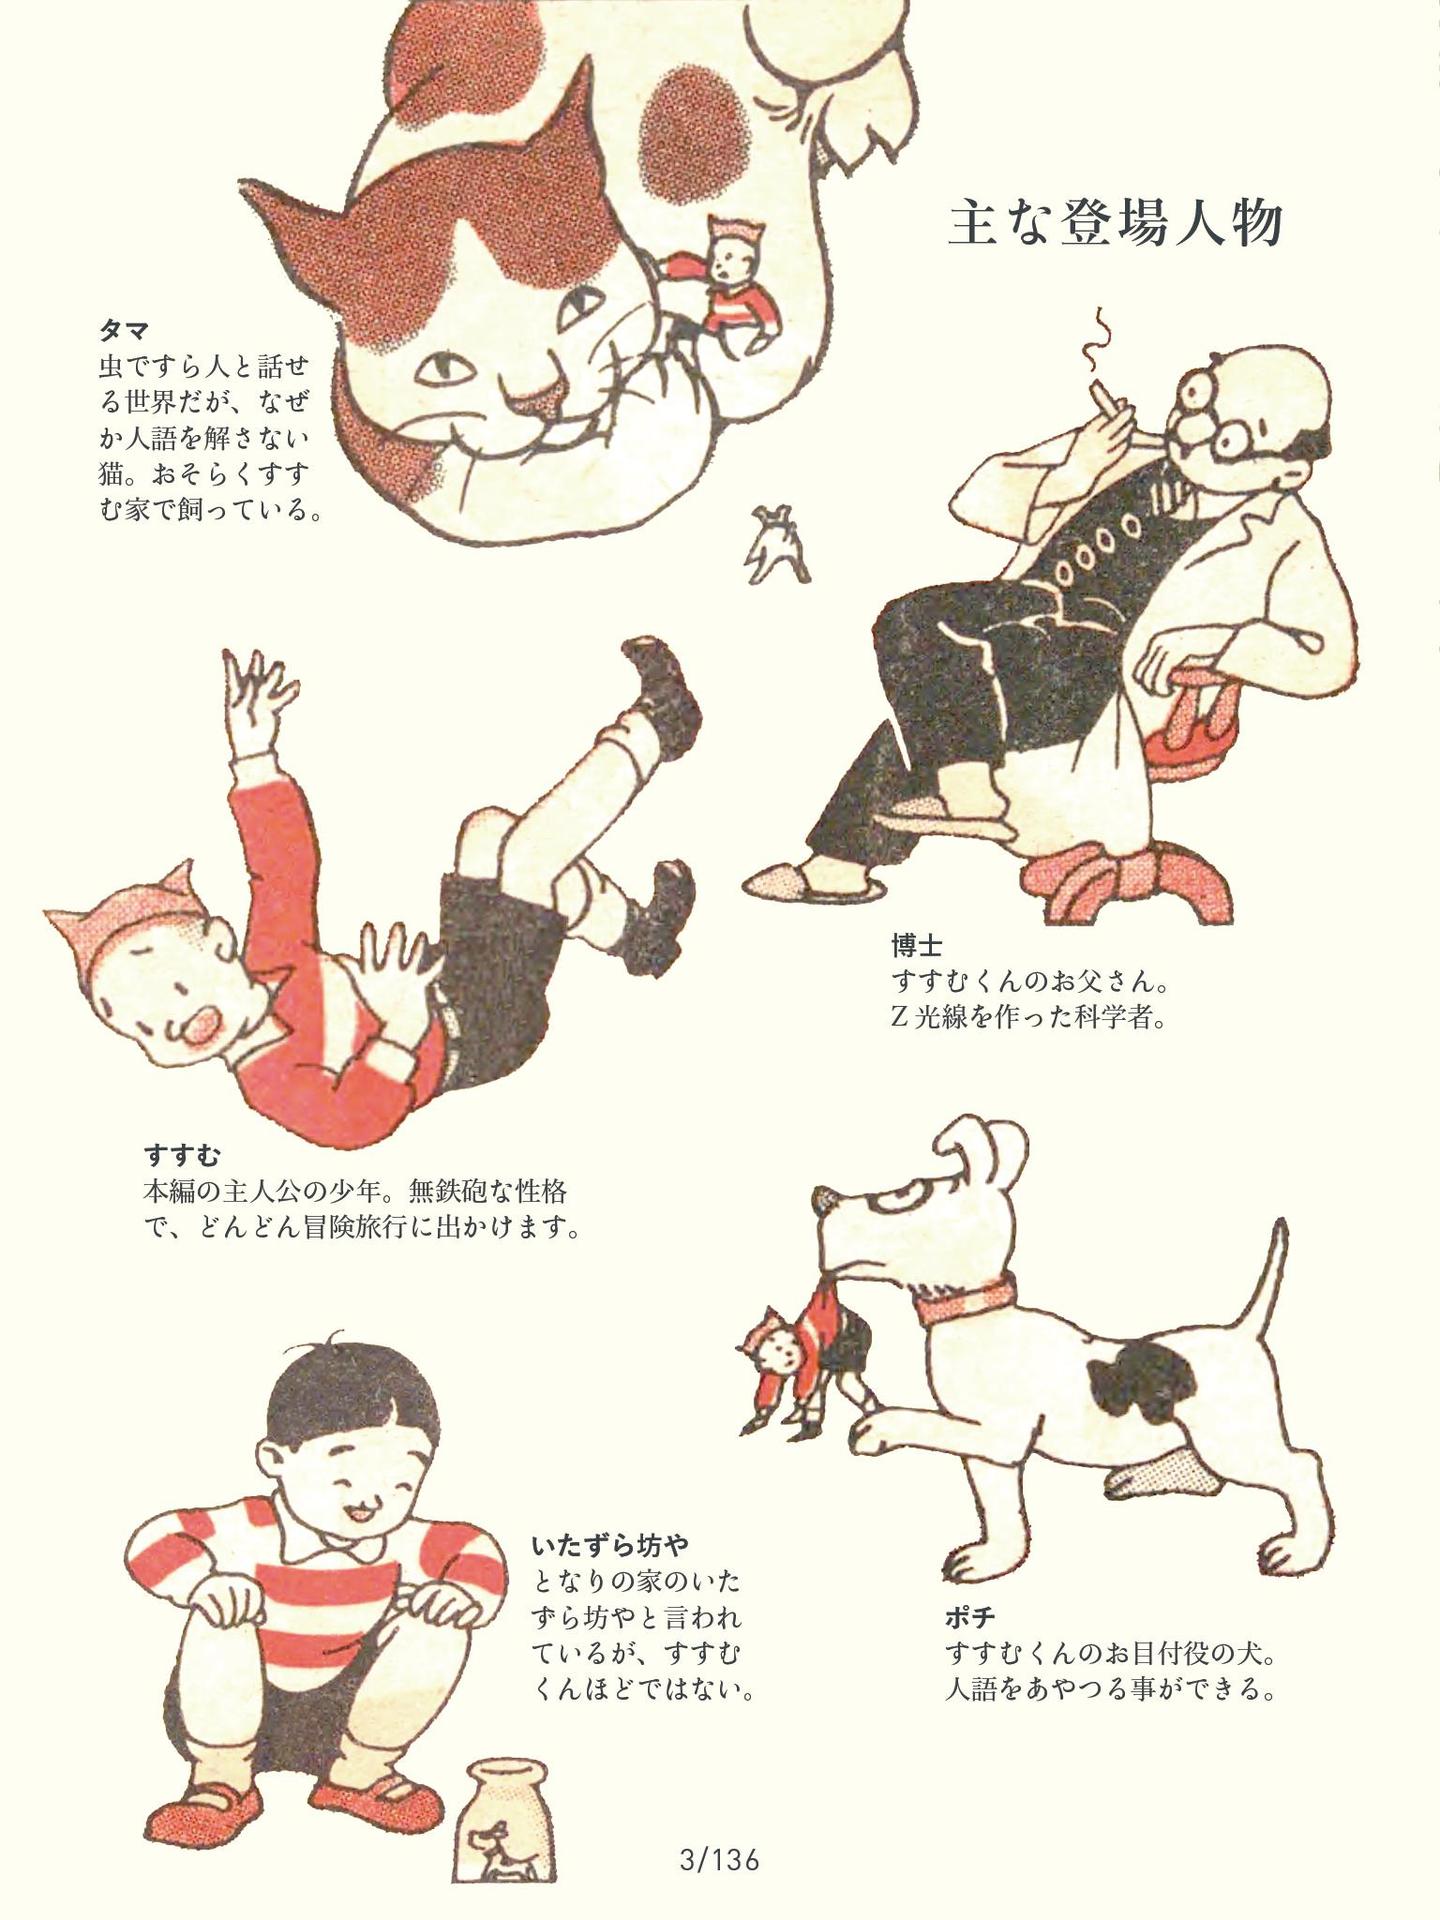 主な登場人物
タマ
虫ですら人と話せ
る世界だが、なぜ
か人語を解さない
猫。おそらくすす
む家で飼っている。
博士
すすむくんのお父さん。
Z光線を作った科学者。
すすむ
本編の主人公の少年。無鉄砲な性格
で、どんどん冒険旅行に出かけます。
いたずら坊や
となりの家のいた
ずら坊やと言われ
ているが、すすむ
くんほどではない。
ポチ
すすむくんのお目付役の犬。
人語をあやつる事ができる。
3/136